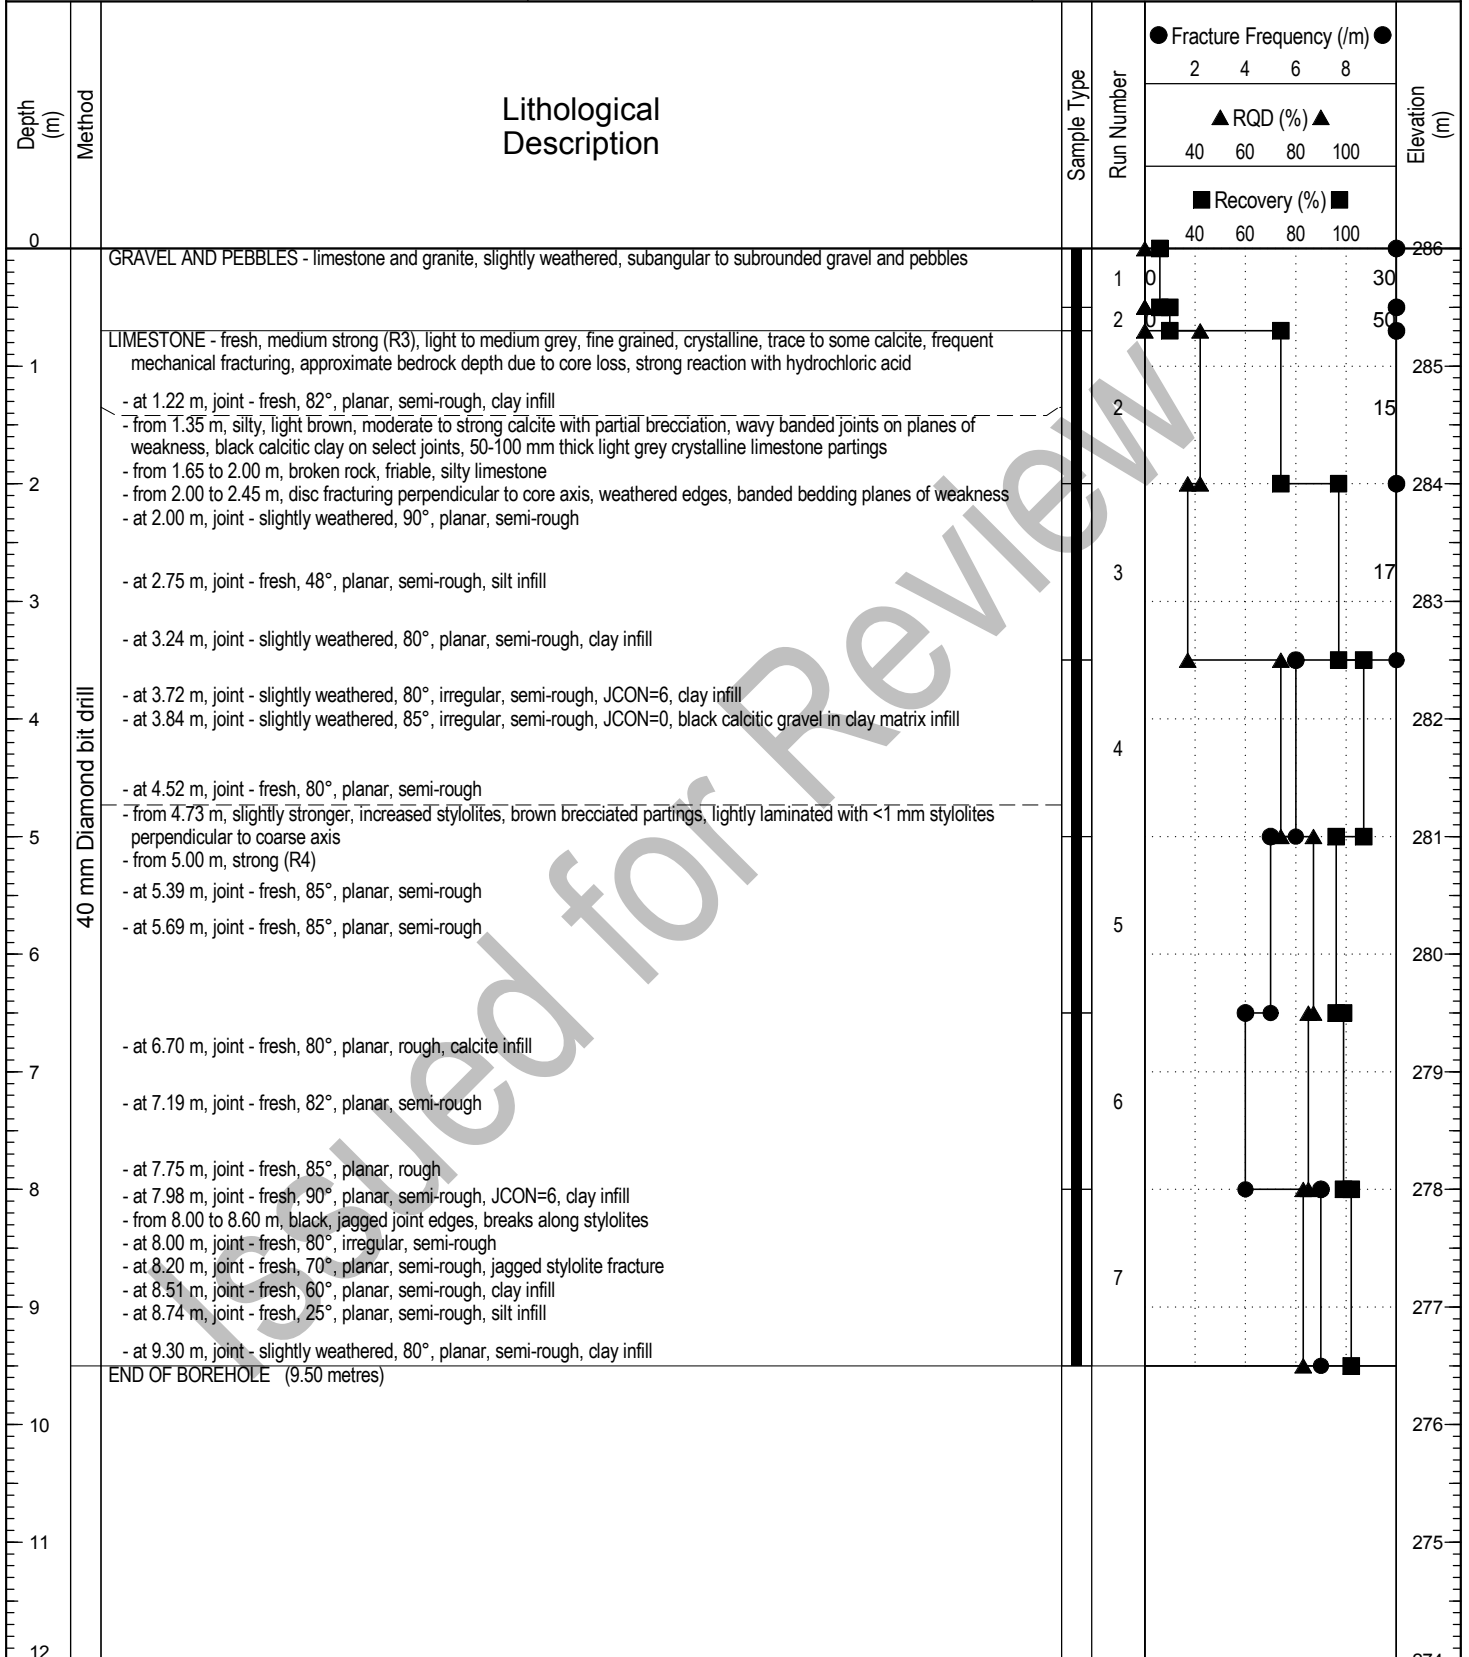 Depth
(m)
Method
Lithological
Description
Sample Type
Run Number
Fracture Frequency (/m)
2 4 6 8
RQD (%)
40 60 80 100
Recovery (%)
40 60 80 100
Elevation
(m)
0
GRAVEL AND PEBBLES - limestone and granite, slightly weathered, subangular to subrounded gravel and pebbles
286
1 0 30
2 0 50
LIMESTONE - fresh, medium strong (R3), light to medium grey, fine grained, crystalline, trace to some calcite, frequent
mechanical fracturing, approximate bedrock depth due to core loss, strong reaction with hydrochloric acid
1
285
- at 1.22 m, joint - fresh, 82°, planar, semi-rough, clay infill
2 15
- from 1.35 m, silty, light brown, moderate to strong calcite with partial brecciation, wavy banded joints on planes of
weakness, black calcitic clay on select joints, 50-100 mm thick light grey crystalline limestone partings
- from 1.65 to 2.00 m, broken rock, friable, silty limestone
2
284
- from 2.00 to 2.45 m, disc fracturing perpendicular to core axis, weathered edges, banded bedding planes of weakness
- at 2.00 m, joint - slightly weathered, 90°, planar, semi-rough
- at 2.75 m, joint - fresh, 48°, planar, semi-rough, silt infill
3 17
3
283
- at 3.24 m, joint - slightly weathered, 80°, planar, semi-rough, clay infill
- at 3.72 m, joint - slightly weathered, 80°, irregular, semi-rough, JCON=6, clay infill
- at 3.84 m, joint - slightly weathered, 85°, irregular, semi-rough, JCON=0, black calcitic gravel in clay matrix infill
4
282
4
40 mm Diamond bit drill
- at 4.52 m, joint - fresh, 80°, planar, semi-rough
- from 4.73 m, slightly stronger, increased stylolites, brown brecciated partings, lightly laminated with <1 mm stylolites
perpendicular to coarse axis
5
281
- from 5.00 m, strong (R4)
- at 5.39 m, joint - fresh, 85°, planar, semi-rough
- at 5.69 m, joint - fresh, 85°, planar, semi-rough
5
6
280
- at 6.70 m, joint - fresh, 80°, planar, rough, calcite infill
7
279
- at 7.19 m, joint - fresh, 82°, planar, semi-rough
6
- at 7.75 m, joint - fresh, 85°, planar, rough
8
278
- at 7.98 m, joint - fresh, 90°, planar, semi-rough, JCON=6, clay infill
- from 8.00 to 8.60 m, black, jagged joint edges, breaks along stylolites
- at 8.00 m, joint - fresh, 80°, irregular, semi-rough
- at 8.20 m, joint - fresh, 70°, planar, semi-rough, jagged stylolite fracture
7
- at 8.51 m, joint - fresh, 60°, planar, semi-rough, clay infill
- at 8.74 m, joint - fresh, 25°, planar, semi-rough, silt infill
9
277
- at 9.30 m, joint - slightly weathered, 80°, planar, semi-rough, clay infill
END OF BOREHOLE (9.50 metres)
10
276
11
275
12
274
Issued for Review